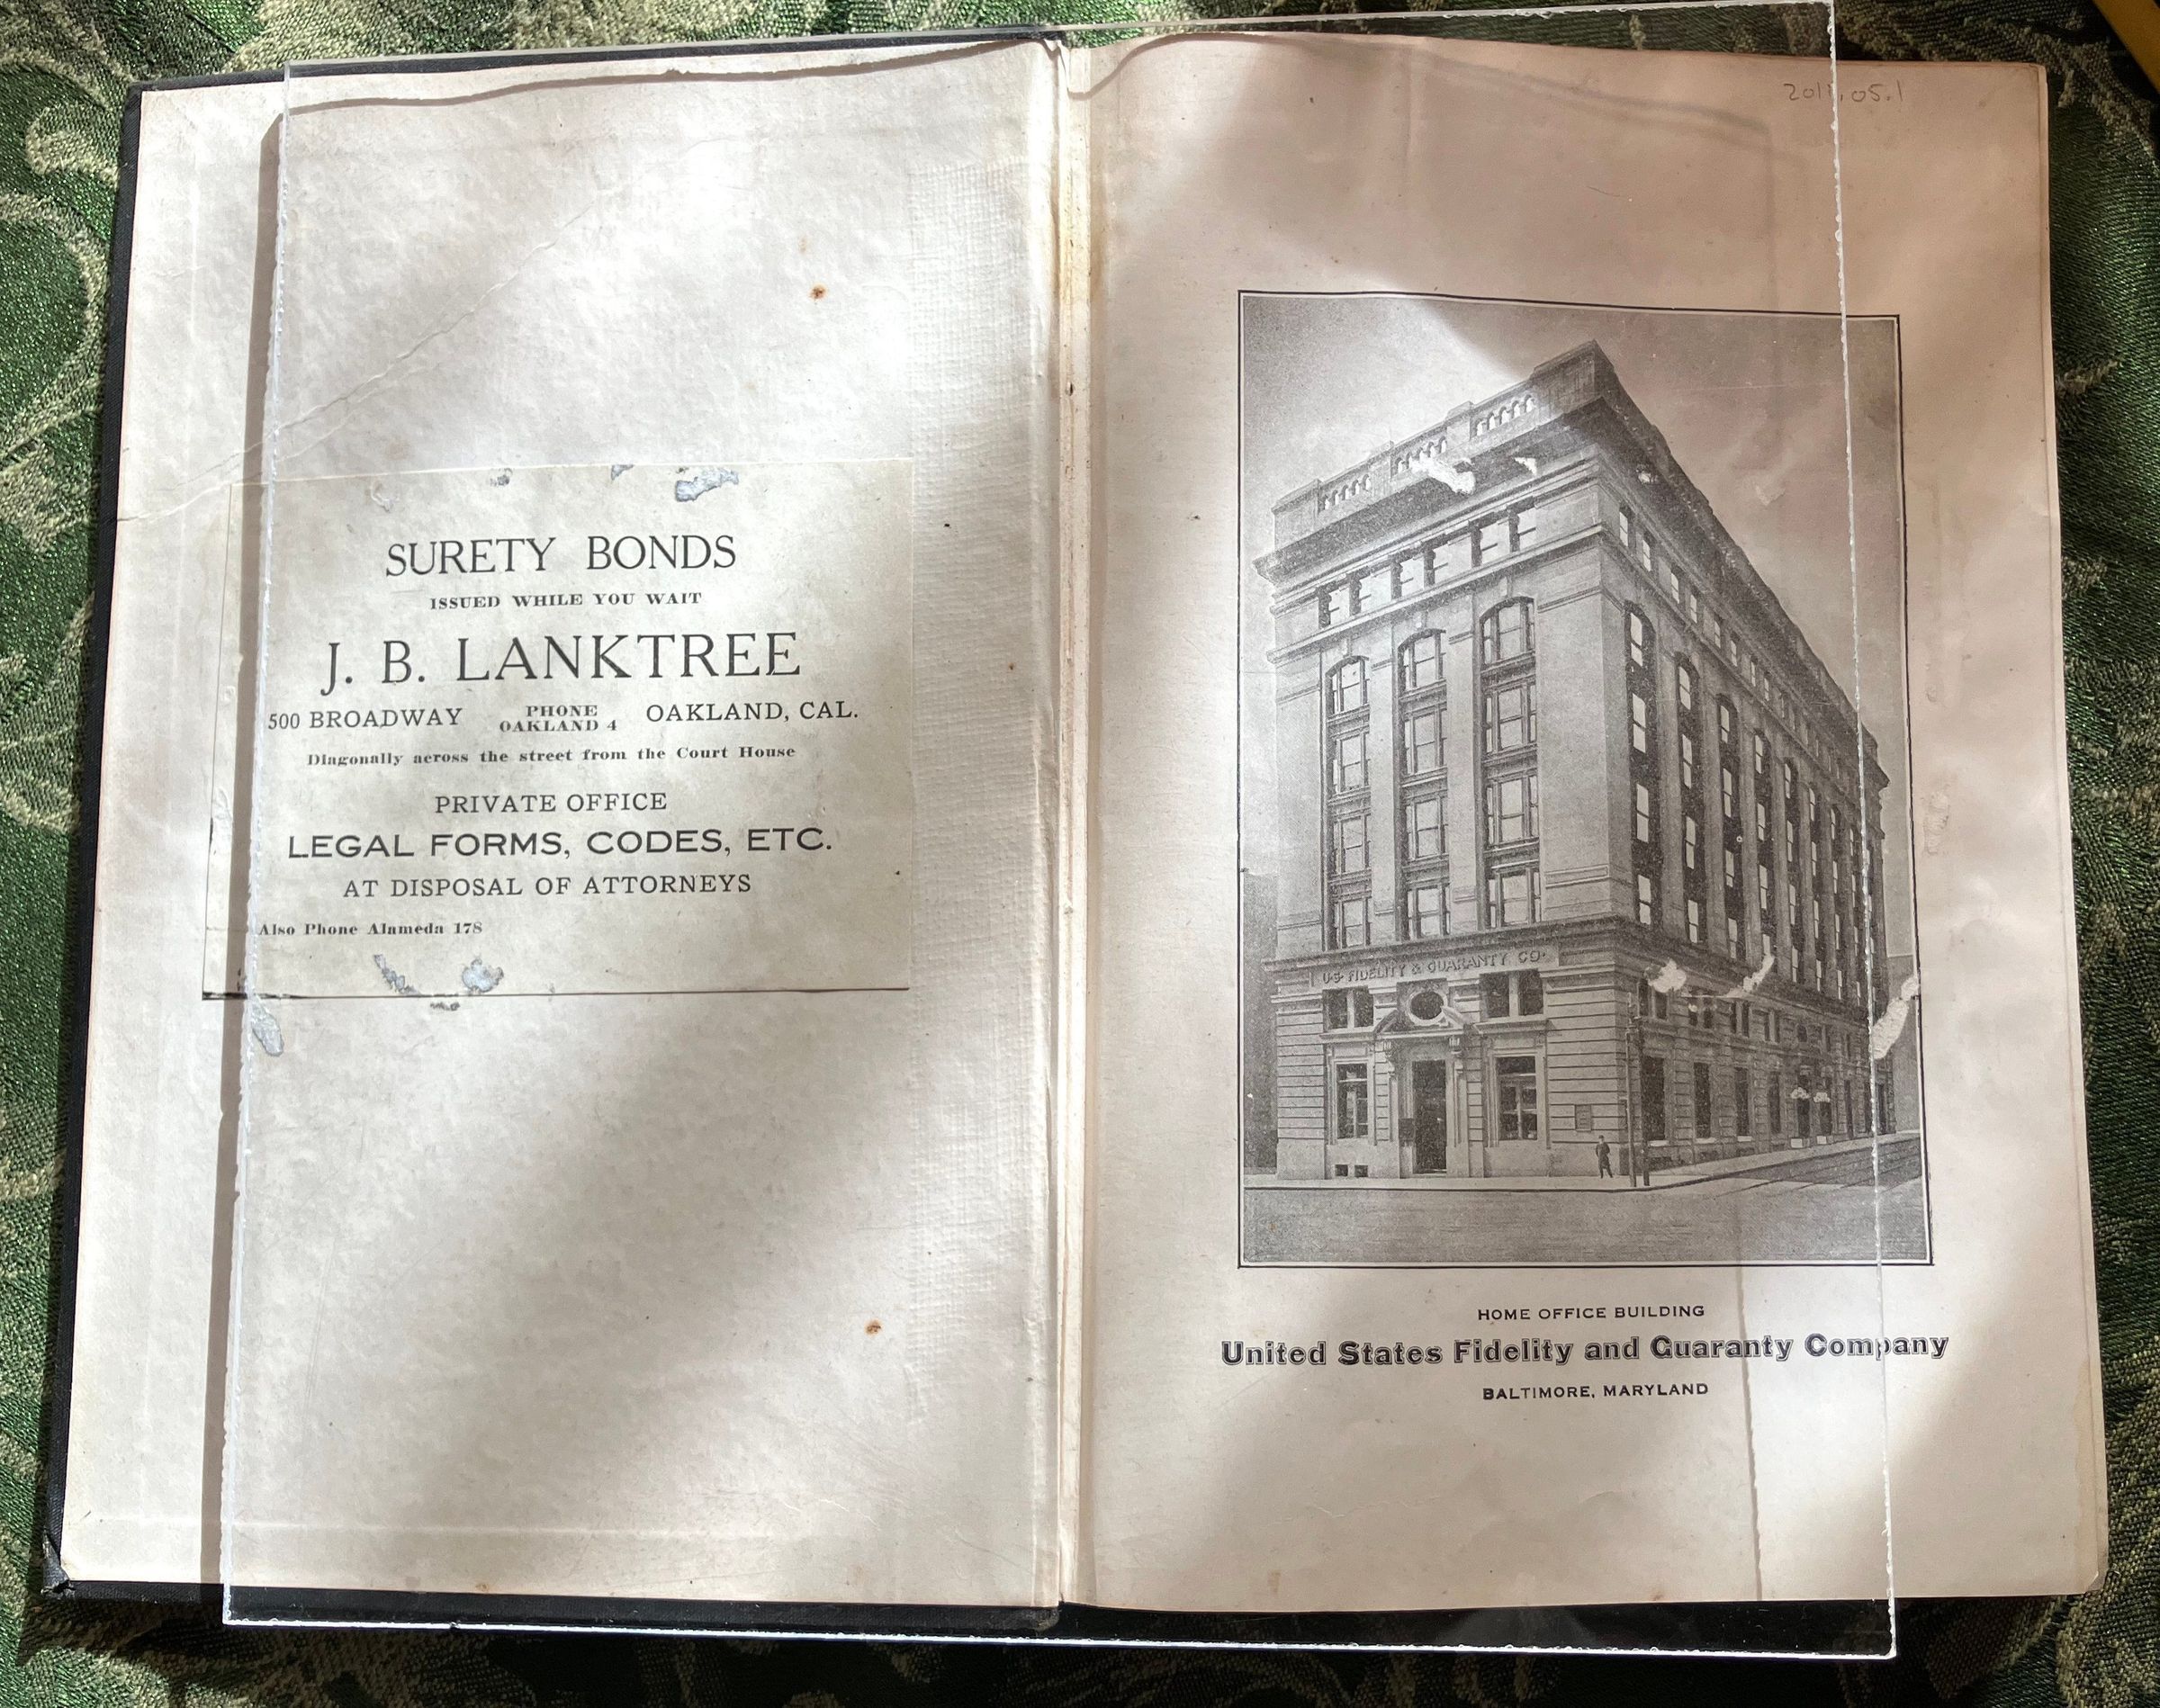 SURETY BONDS
ISSUED WHILE YOU WAIT
J. B. LANKTREE
500 BROADWAY PHONE OAKLAND 4 OAKLAND, CAL.
Diagonally across the street from the Court House
PRIVATE OFFICE
LEGAL FORMS, CODES, ETC.
AT DISPOSAL OF ATTORNEYS
Also Phone Alameda 178
2011.05.1
U·S· FIDELITY & GUARANTY CO·
HOME OFFICE BUILDING
United States Fidelity and Guaranty Company
BALTIMORE, MARYLAND